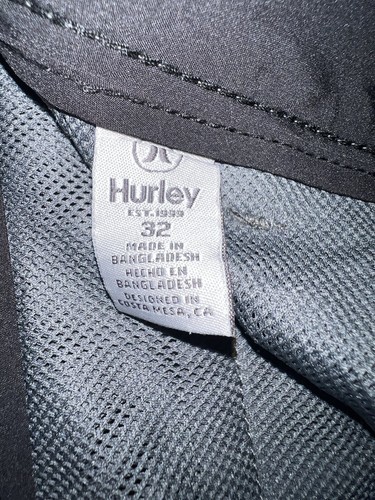 Hurley
EST. 1999
32
MADE IN
BANGLADESH
HECHO EN
BANGLADESH
DESIGNED IN
COSTA MESA, CA